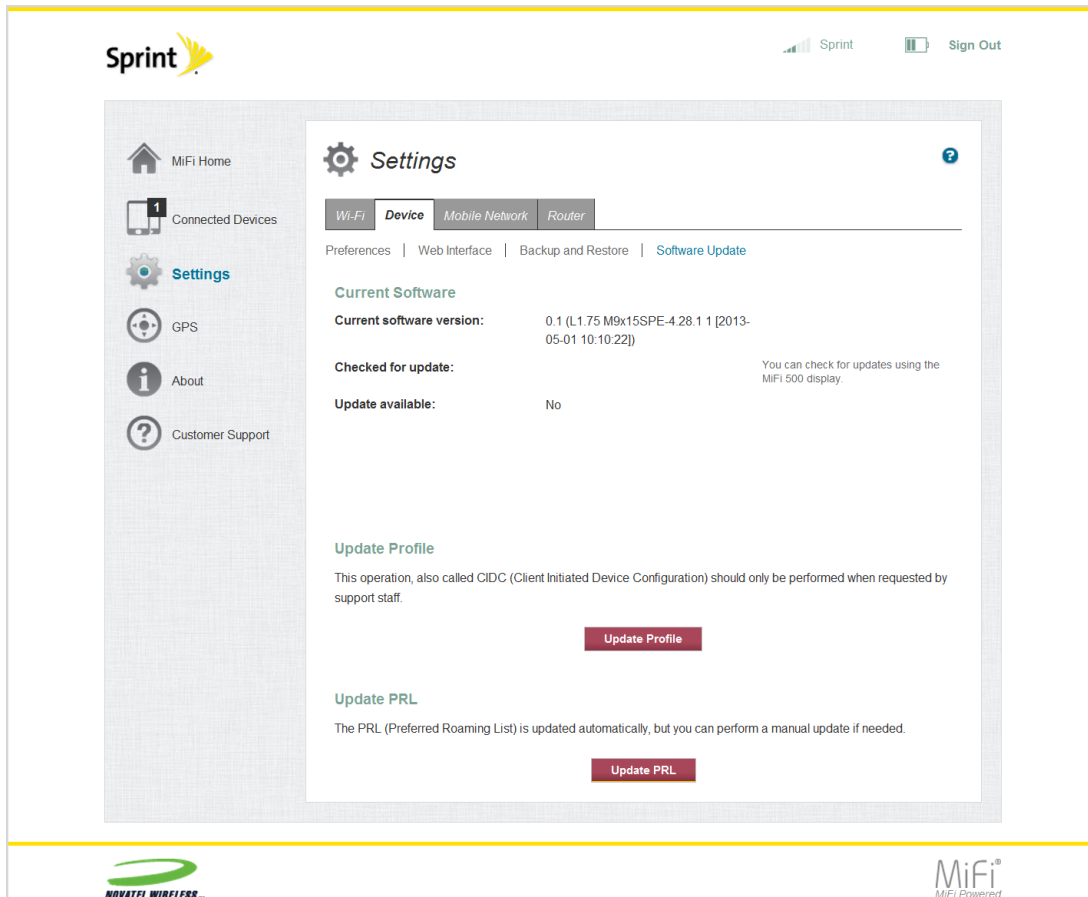 Sprint
Sprint
Sign Out
MiFi Home
1
Connected Devices
Settings
GPS
About
Customer Support
Settings
?
Wi-Fi
Device
Mobile Network
Router
Preferences | Web Interface | Backup and Restore | Software Update
Current Software
Current software version:
0.1 (L1.75 M9x15SPE-4.28.1 1 [2013-
05-01 10:10:22])
Checked for update:
You can check for updates using the
MiFi 500 display.
Update available:
No
Update Profile
This operation, also called CIDC (Client Initiated Device Configuration) should only be performed when requested by
support staff.
Update Profile
Update PRL
The PRL (Preferred Roaming List) is updated automatically, but you can perform a manual update if needed.
Update PRL
NOVATEL WIRELESS
MiFi®
MiFi Powered